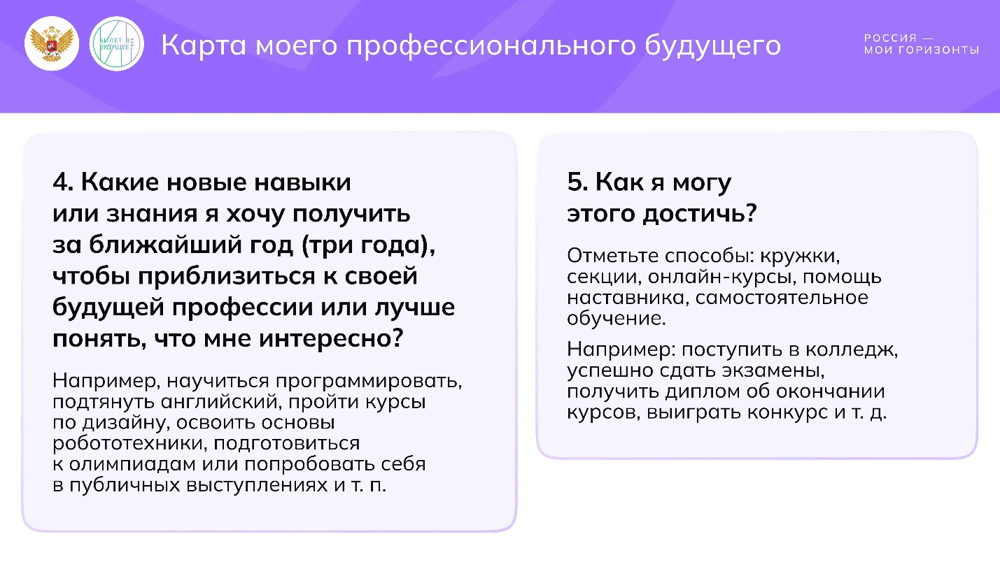 БИЛЕТ В
БУДУЩЕЕ
ТВОЁ
Карта моего профессионального будущего
РОССИЯ —
МОИ ГОРИЗОНТЫ
4. Какие новые навыки
или знания я хочу получить
за ближайший год (три года),
чтобы приблизиться к своей
будущей профессии или лучше
понять, что мне интересно?
Например, научиться программировать,
подтянуть английский, пройти курсы
по дизайну, освоить основы
робототехники, подготовиться
к олимпиадам или попробовать себя
в публичных выступлениях и т. п.
5. Как я могу
этого достичь?
Отметьте способы: кружки,
секции, онлайн-курсы, помощь
наставника, самостоятельное
обучение.
Например: поступить в колледж,
успешно сдать экзамены,
получить диплом об окончании
курсов, выиграть конкурс и т. д.